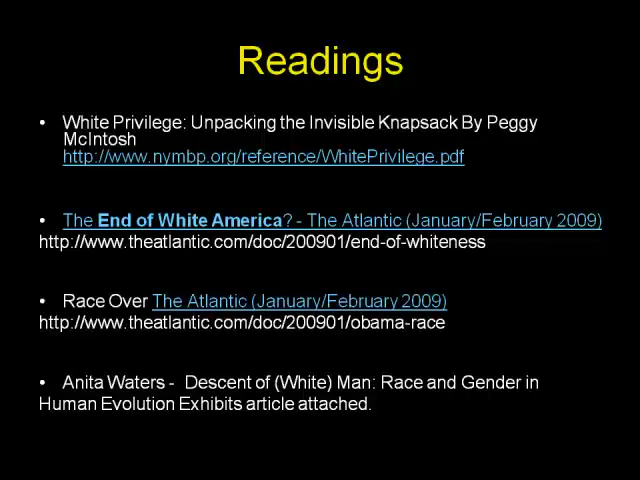 Readings
• White Privilege: Unpacking the Invisible Knapsack By Peggy
McIntosh
http://www.nymbp.org/reference/WhitePrivilege.pdf
• The End of White America? - The Atlantic (January/February 2009)
http://www.theatlantic.com/doc/200901/end-of-whiteness
• Race Over The Atlantic (January/February 2009)
http://www.theatlantic.com/doc/200901/obama-race
• Anita Waters - Descent of (White) Man: Race and Gender in
Human Evolution Exhibits article attached.